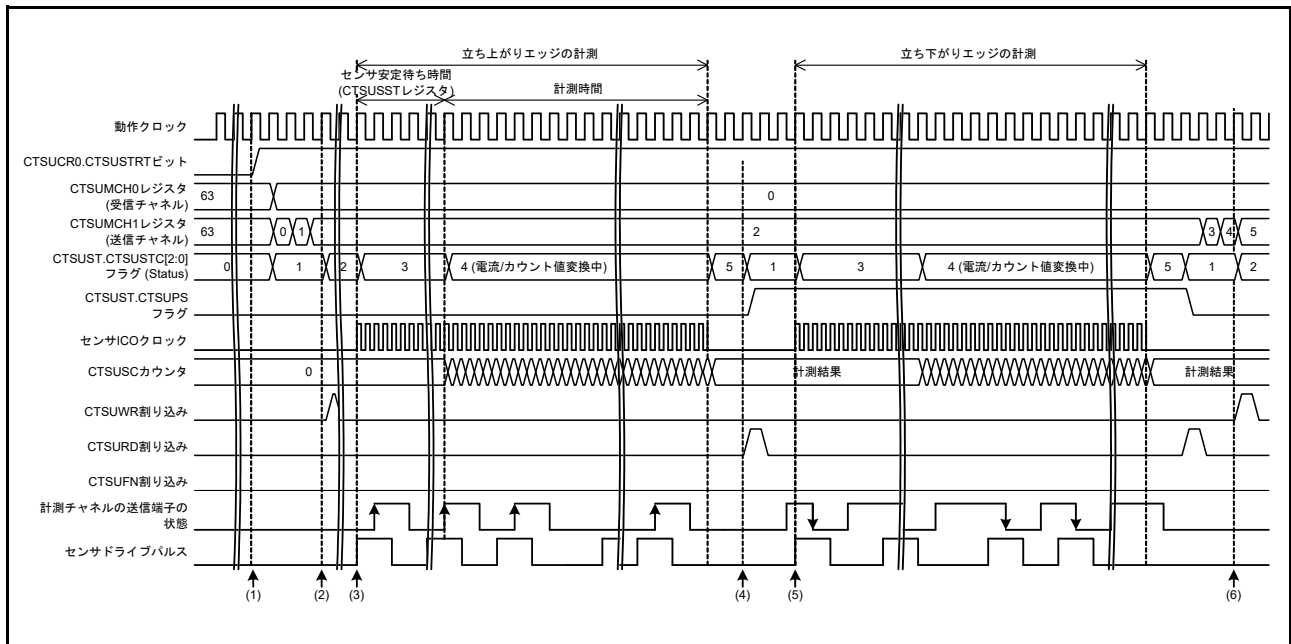 立ち上がりエッジの計測
立ち下がりエッジの計測
センサ安定待ち時間
(CTSUSSTレジスタ)
計測時間
動作クロック
CTSUCR0.CTSUSTRTビット
CTSUMCH0レジスタ
(受信チャネル)
63
0
CTSUMCH1レジスタ
(送信チャネル)
63
0
1
2
3
4
5
CTSUST.CTSUSTC[2:0]
フラグ (Status)
0
1
2
3
4 (電流/カウント値変換中)
5
1
3
4 (電流/カウント値変換中)
5
1
2
CTSUST.CTSUPS
フラグ
センサICOクロック
CTSUSCカウンタ
0
計測結果
計測結果
CTSUWR割り込み
CTSURD割り込み
CTSUFN割り込み
計測チャネルの送信端子の
状態
センサドライブパルス
(1)
(2)
(3)
(4)
(5)
(6)